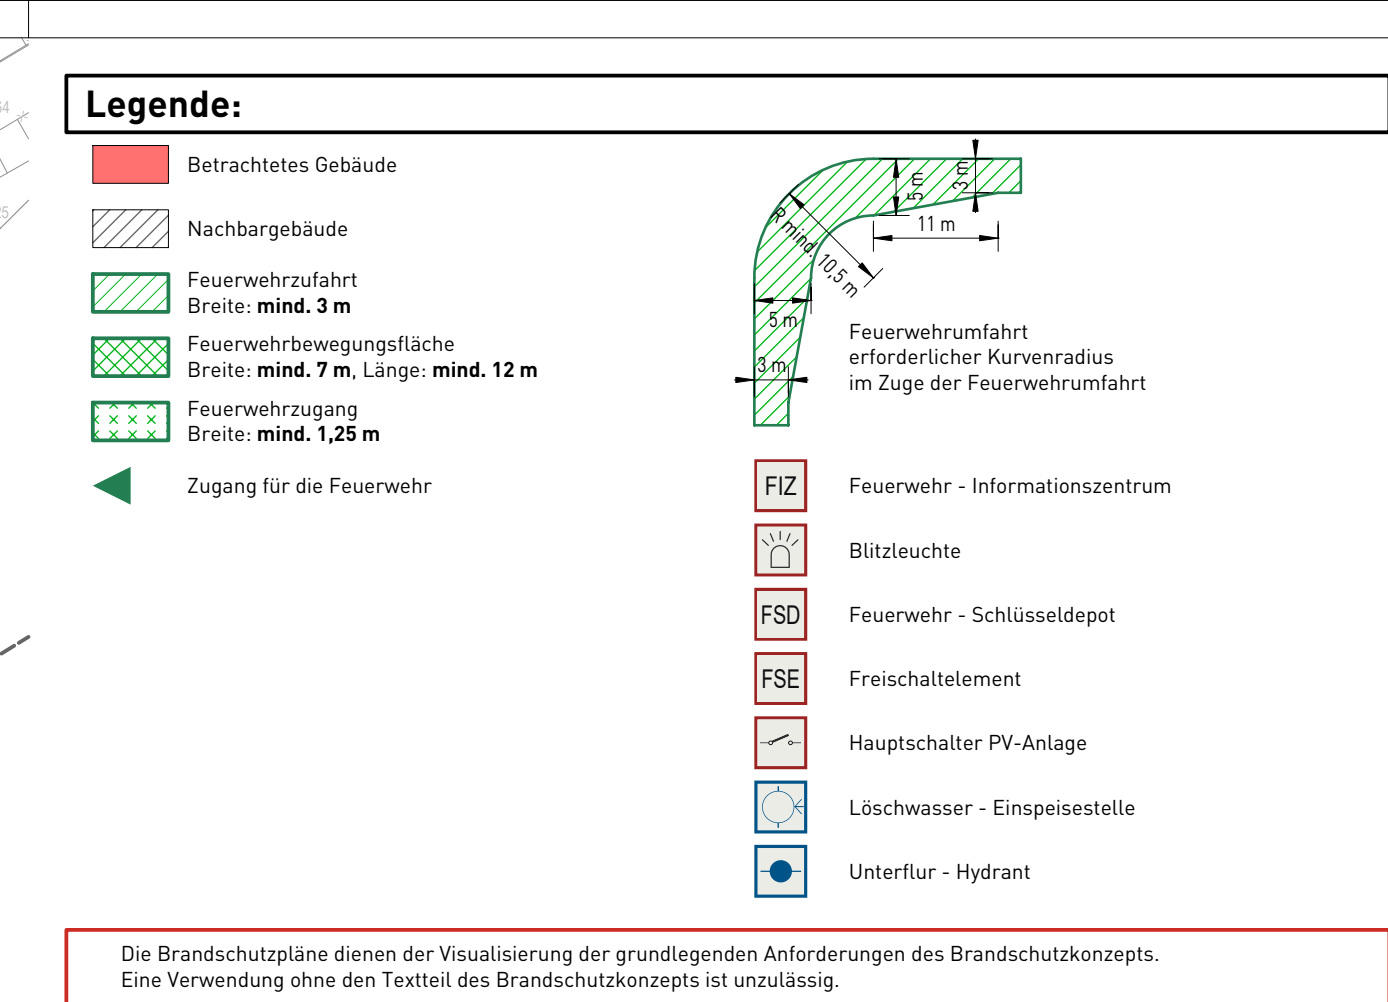 Legende:
Betrachtetes Gebäude
Nachbargebäude
Feuerwehrzufahrt
Breite: mind. 3 m
Feuerwehrbewegungsfläche
Breite: mind. 7 m, Länge: mind. 12 m
Feuerwehrzugang
Breite: mind. 1,25 m
Zugang für die Feuerwehr
5 m
3 m
11 m
R mind. 10,5 m
5 m
3 m
Feuerwehrumfahrt
erforderlicher Kurvenradius
im Zuge der Feuerwehrumfahrt
FIZ Feuerwehr - Informationszentrum
Blitzleuchte
FSD Feuerwehr - Schlüsseldepot
FSE Freischaltelement
Hauptschalter PV-Anlage
Löschwasser - Einspeisestelle
Unterflur - Hydrant
Die Brandschutzpläne dienen der Visualisierung der grundlegenden Anforderungen des Brandschutzkonzepts.
Eine Verwendung ohne den Textteil des Brandschutzkonzepts ist unzulässig.